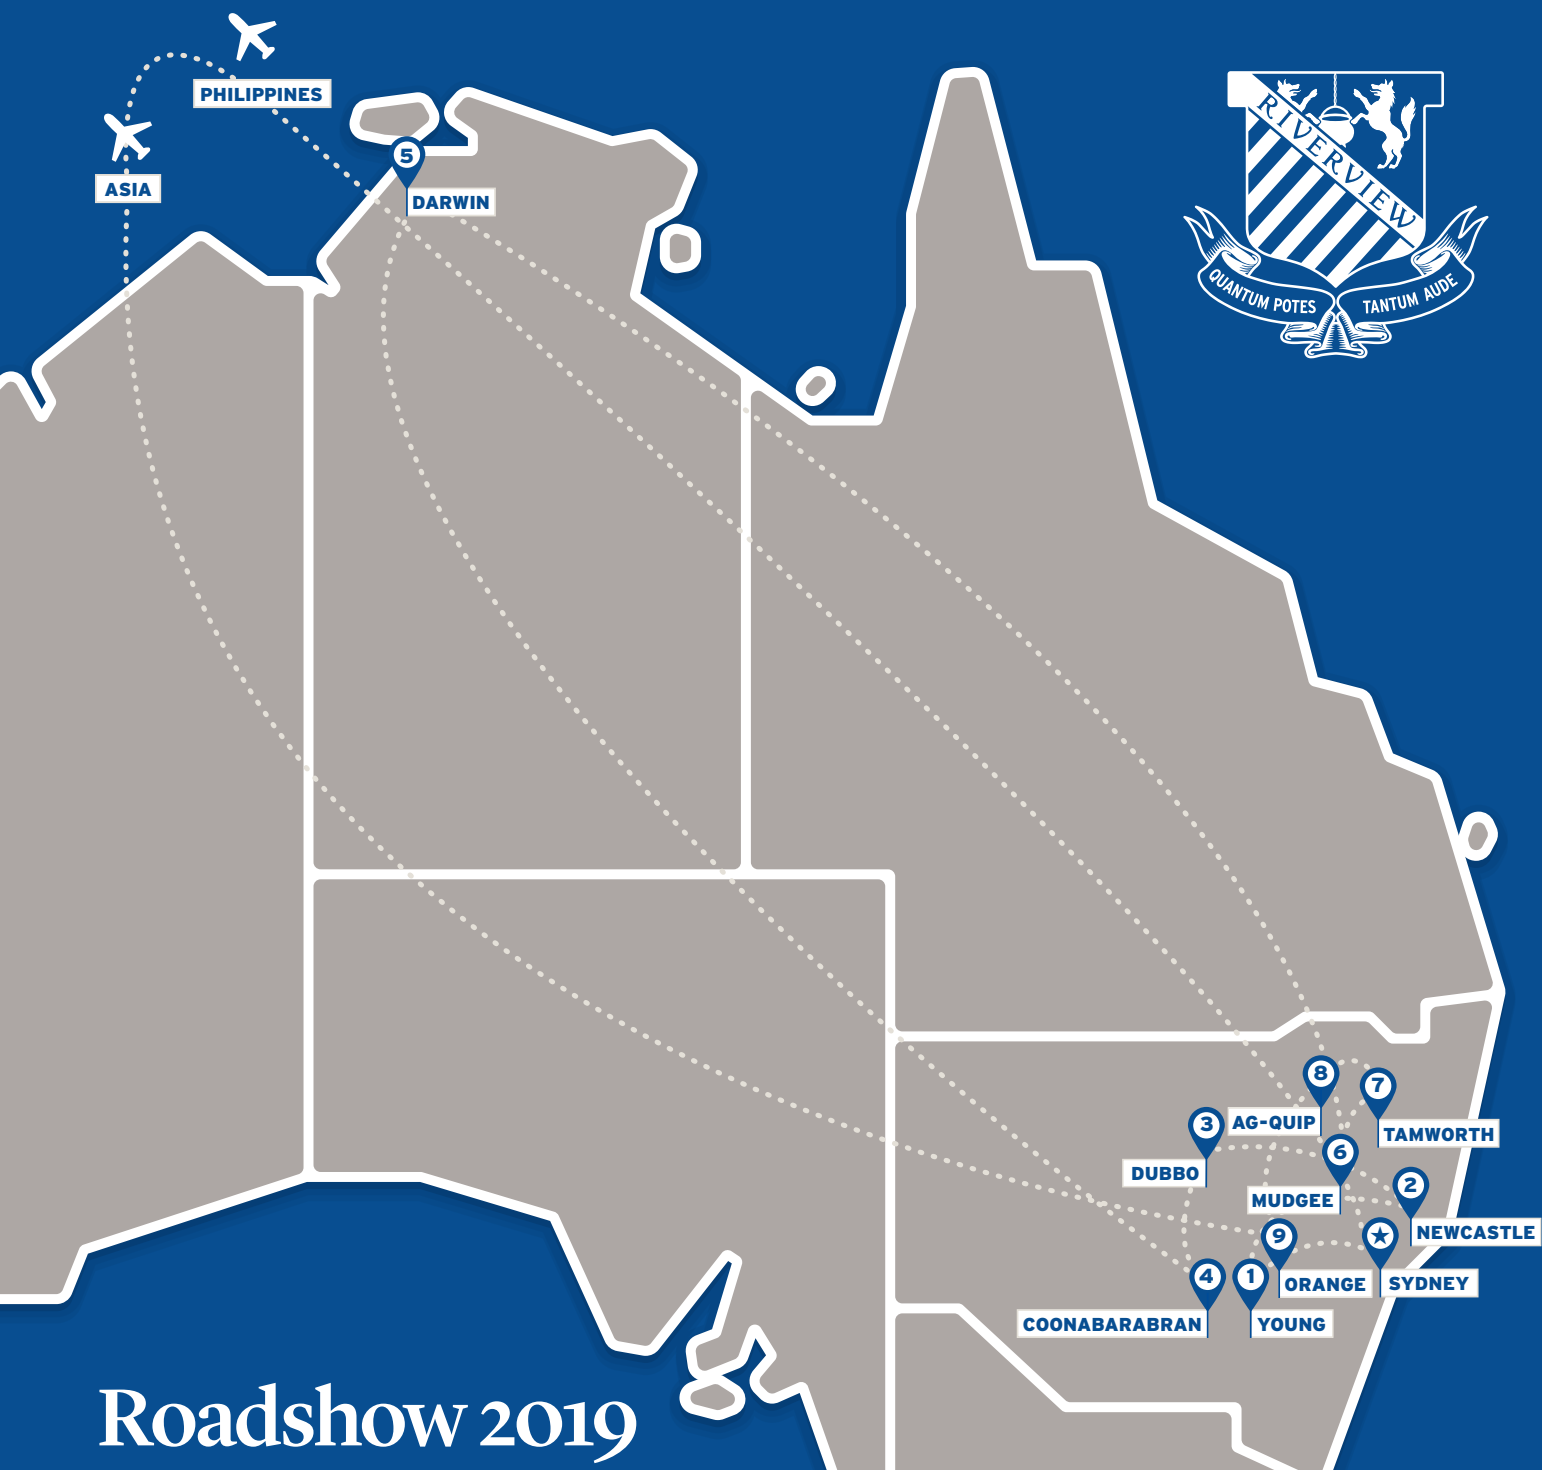 PHILIPPINES
ASIA
5
DARWIN
RIVERVIEW
QUANTUM POTES
TANTUM AUDE
8
7
AG-QUIP
TAMWORTH
3
DUBBO
6
MUDGEE
2
NEWCASTLE
9
ORANGE
SYDNEY
4
COONABARABRAN
1
YOUNG
Roadshow 2019